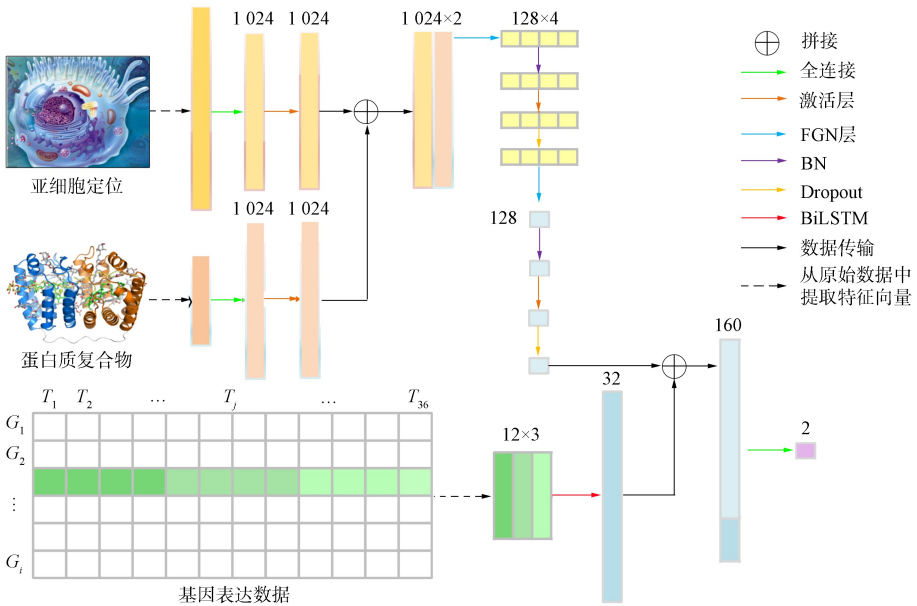 1 024
1 024
1 024×2
128×4
拼接
全连接
激活层
FGN层
BN
Dropout
BiLSTM
数据传输
从原始数据中
提取特征向量
亚细胞定位
1 024
1 024
128
蛋白质复合物
160
T1 T2 … Tj … T36
32
G1
G2
⋮
Gi
12×3
2
基因表达数据